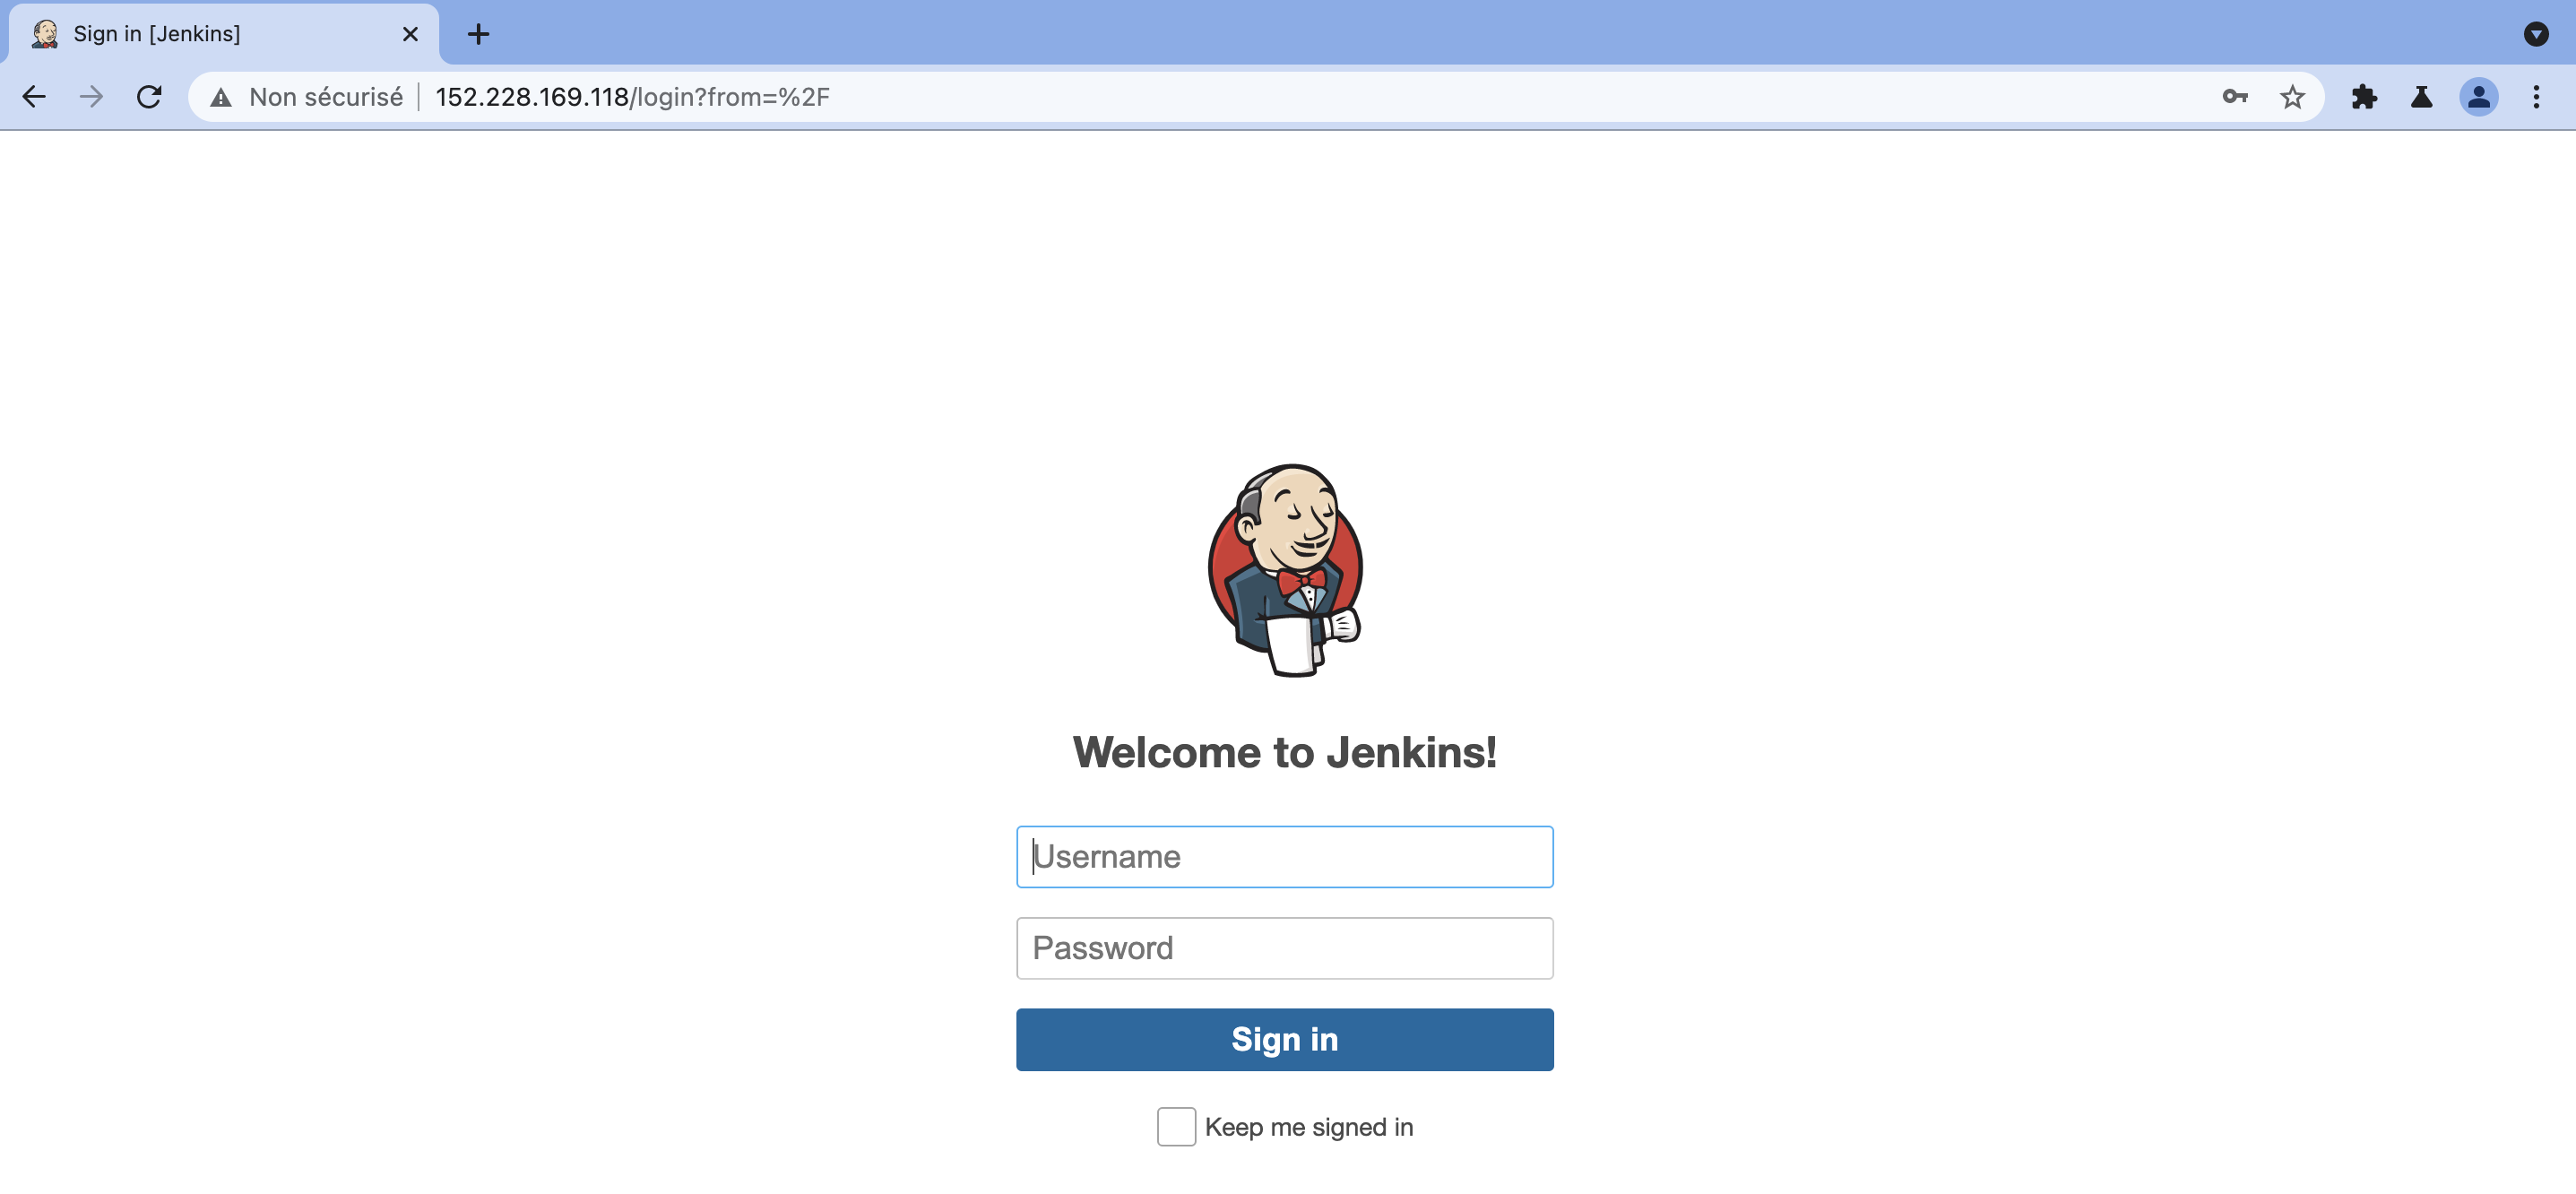 Sign in [Jenkins]
Non sécurisé 152.228.169.118/login?from=%2F
Welcome to Jenkins!
Username
Password
Sign in
Keep me signed in